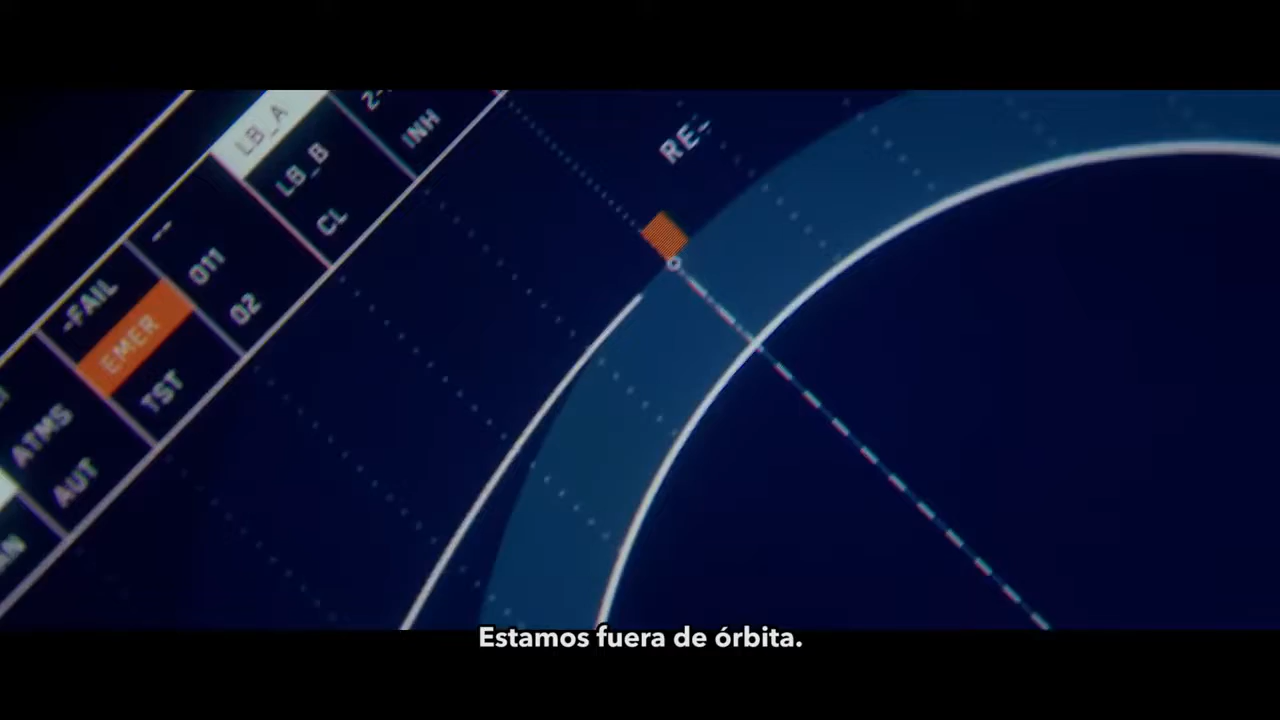 LB_A
LB_B
CL
INH
RE-
--
011
02
-FAIL
EMER
TST
ATMS
AUT
Estamos fuera de órbita.